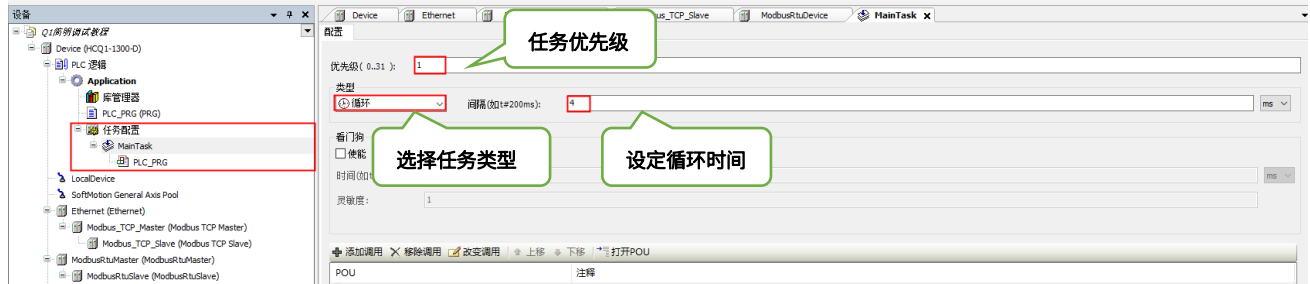 设备
Q1简明调试教程
Device (HCQ1-1300-D)
PLC 逻辑
Application
库管理器
PLC_PRG (PRG)
任务配置
MainTask
PLC_PRG
LocalDevice
SoftMotion General Axis Pool
Ethernet (Ethernet)
Modbus_TCP_Master (Modbus TCP Master)
Modbus_TCP_Slave (Modbus TCP Slave)
ModbusRtuMaster (ModbusRtuMaster)
ModbusRtuSlave (ModbusRtuSlave)
Device
Ethernet
us_TCP_Slave
ModbusRtuDevice
MainTask
配置
任务优先级
优先级( 0..31 ):
1
类型
循环
间隔(如t#200ms):
4
ms
看门狗
使能
选择任务类型
设定循环时间
时间(如t
ms
灵敏度:
1
添加调用 移除调用 改变调用 上移 下移 打开POU
POU 注释